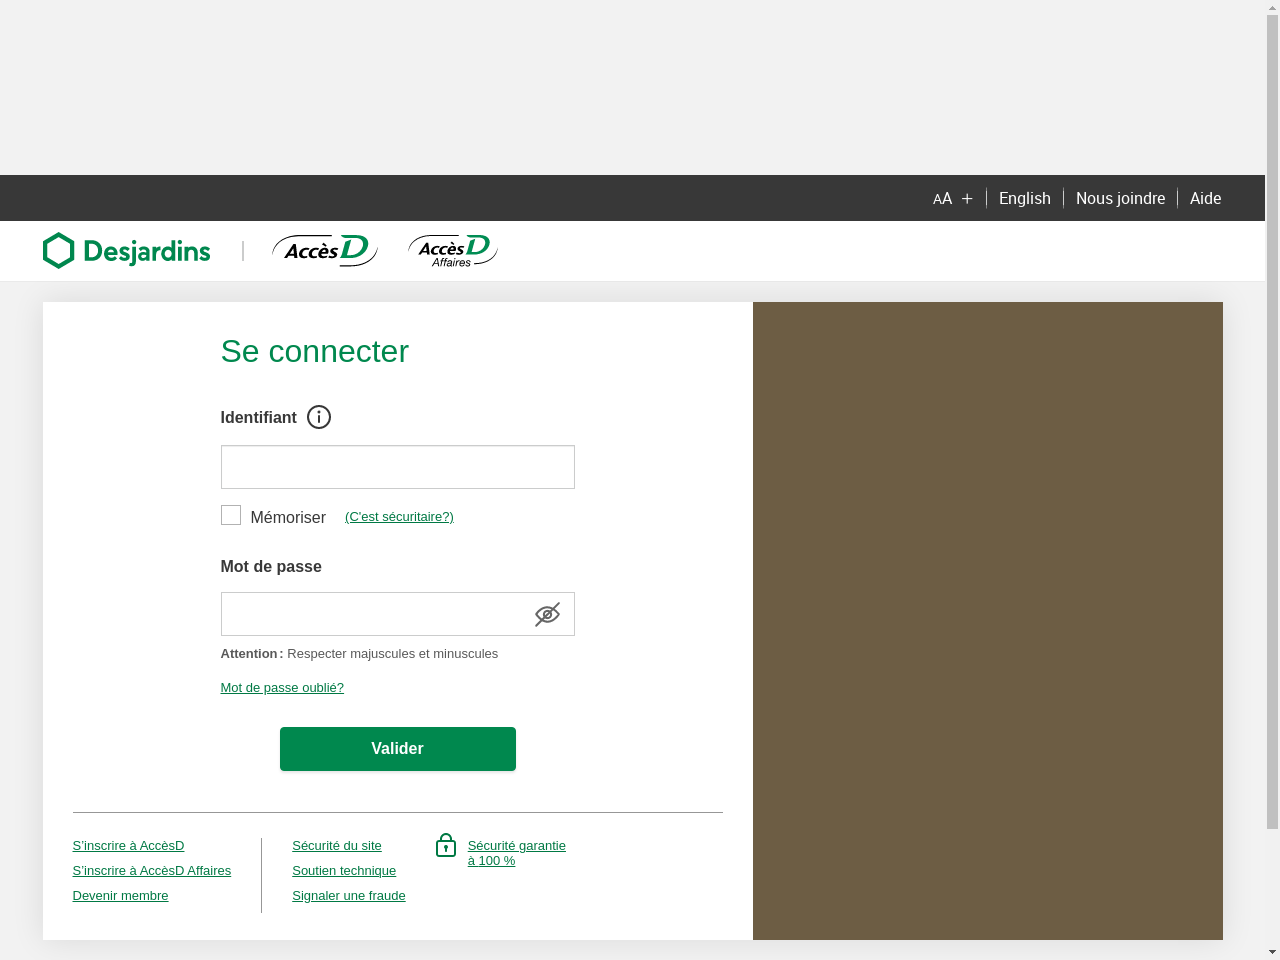 AA + English Nous joindre Aide
Desjardins AccèsD AccèsD Affaires
Se connecter
Identifiant
Mémoriser (C'est sécuritaire?)
Mot de passe
Attention : Respecter majuscules et minuscules
Mot de passe oublié?
Valider
S'inscrire à AccèsD
S'inscrire à AccèsD Affaires
Devenir membre
Sécurité du site
Soutien technique
Signaler une fraude
Sécurité garantie
à 100 %